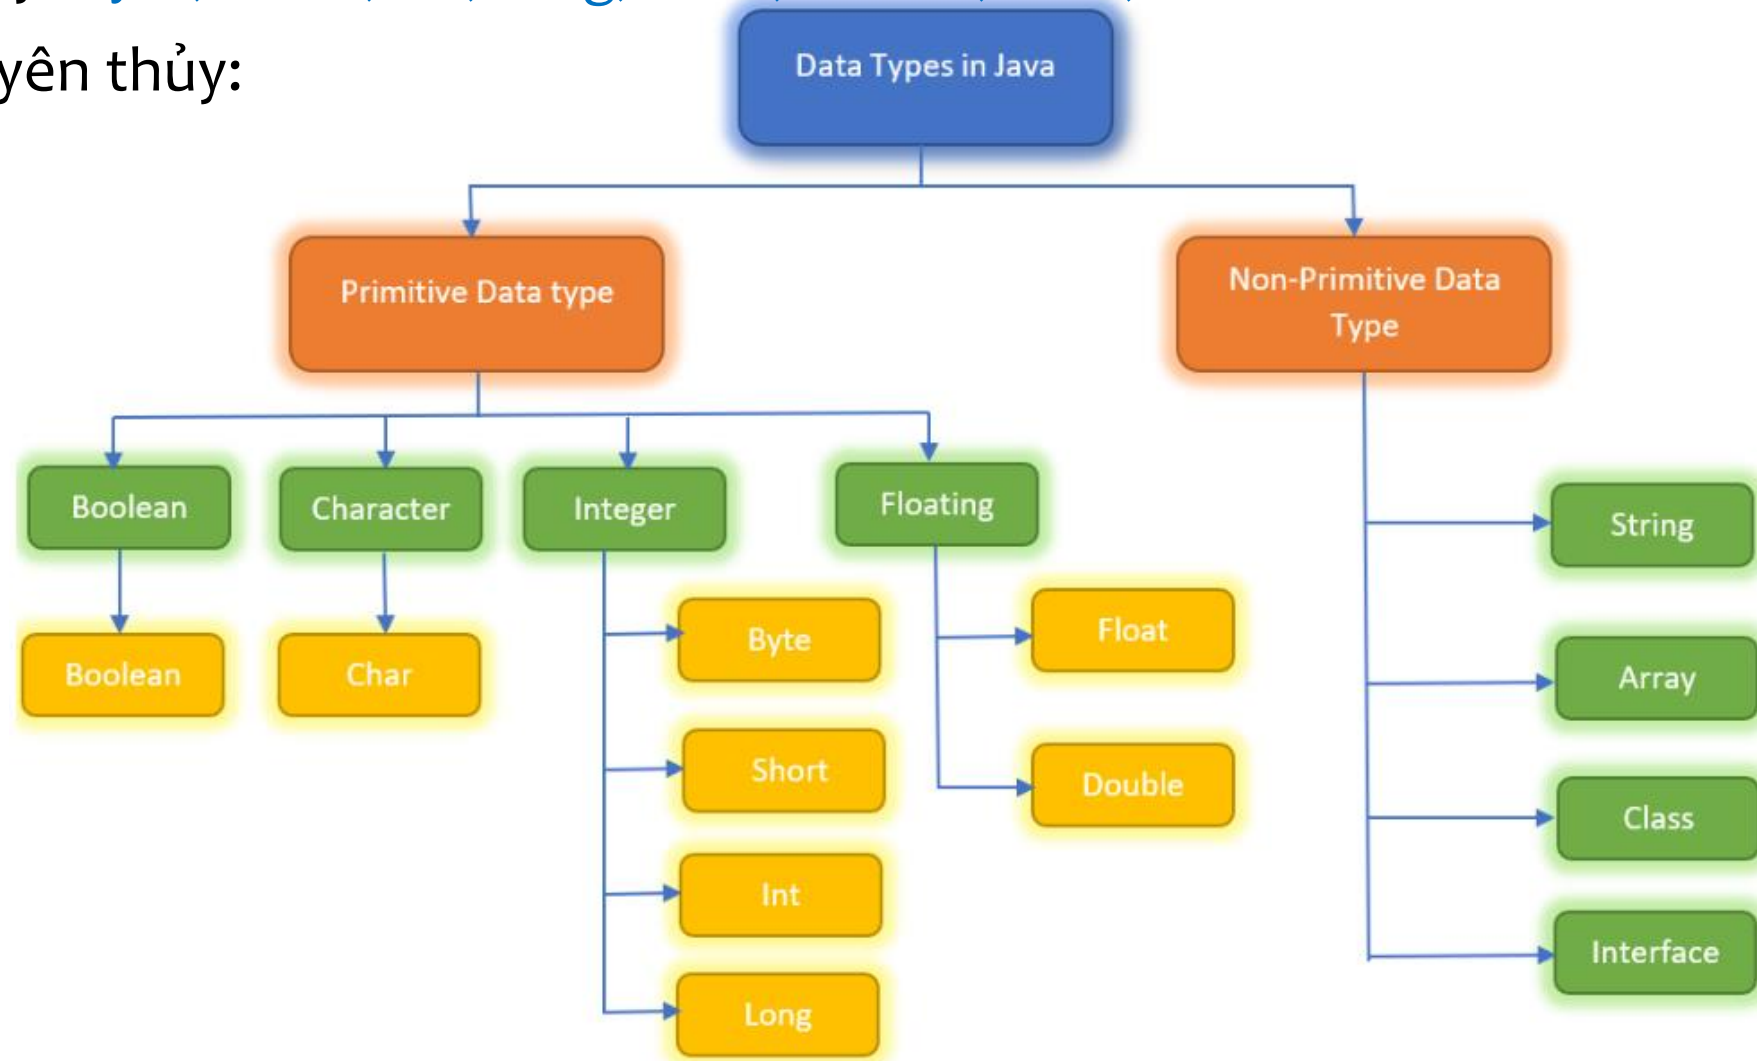 yên thủy:
Data Types in Java
Primitive Data type
Non-Primitive Data
Type
Boolean
Character
Integer
Floating
String
Boolean
Char
Byte
Float
Array
Short
Double
Class
Int
Interface
Long